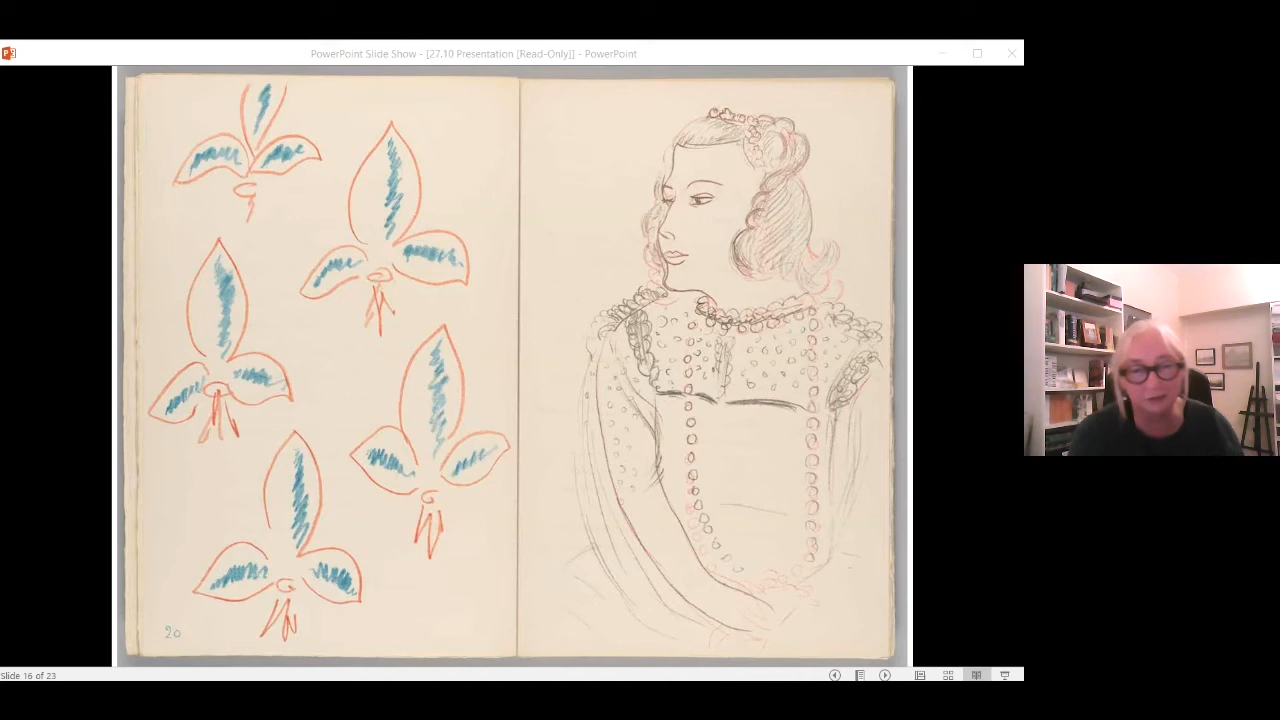 PowerPoint Slide Show - [27.10 Presentation [Read-Only]] - PowerPoint
20
Slide 16 of 23